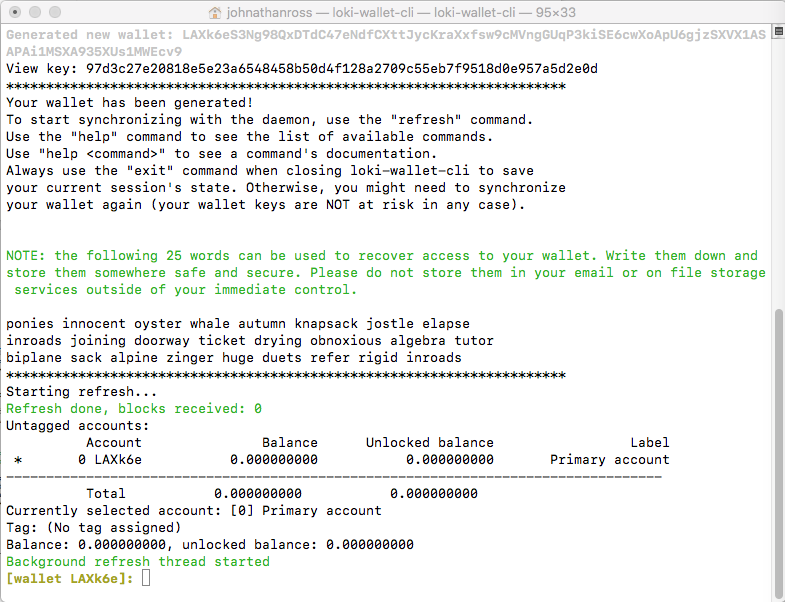 johnathanross — loki-wallet-cli — loki-wallet-cli — 95×33
Generated new wallet: LAXk6eS3Ng98QxDTdC47eNdfCXttJycKraXxfsw9cMVngGUqP3kiSE6cwXoApU6gjzSXVX1AS
APAi1MSXA935XUs1MWEcv9
View key: 97d3c27e20818e5e23a6548458b50d4f128a2709c55eb7f9518d0e957a5d2e0d
**********************************************************************
Your wallet has been generated!
To start synchronizing with the daemon, use the "refresh" command.
Use the "help" command to see the list of available commands.
Use "help <command>" to see a command's documentation.
Always use the "exit" command when closing loki-wallet-cli to save
your current session's state. Otherwise, you might need to synchronize
your wallet again (your wallet keys are NOT at risk in any case).
NOTE: the following 25 words can be used to recover access to your wallet. Write them down and
store them somewhere safe and secure. Please do not store them in your email or on file storage
services outside of your immediate control.
ponies innocent oyster whale autumn knapsack jostle elapse
inroads joining doorway ticket drying obnoxious algebra tutor
biplane sack alpine zinger huge duets refer rigid inroads
**********************************************************************
Starting refresh...
Refresh done, blocks received: 0
Untagged accounts:
Account Balance Unlocked balance Label
* 0 LAXk6e 0.000000000 0.000000000 Primary account
----------------------------------------------------------------------------------
Total 0.000000000 0.000000000
Currently selected account: [0] Primary account
Tag: (No tag assigned)
Balance: 0.000000000, unlocked balance: 0.000000000
Background refresh thread started
[wallet LAXk6e]: